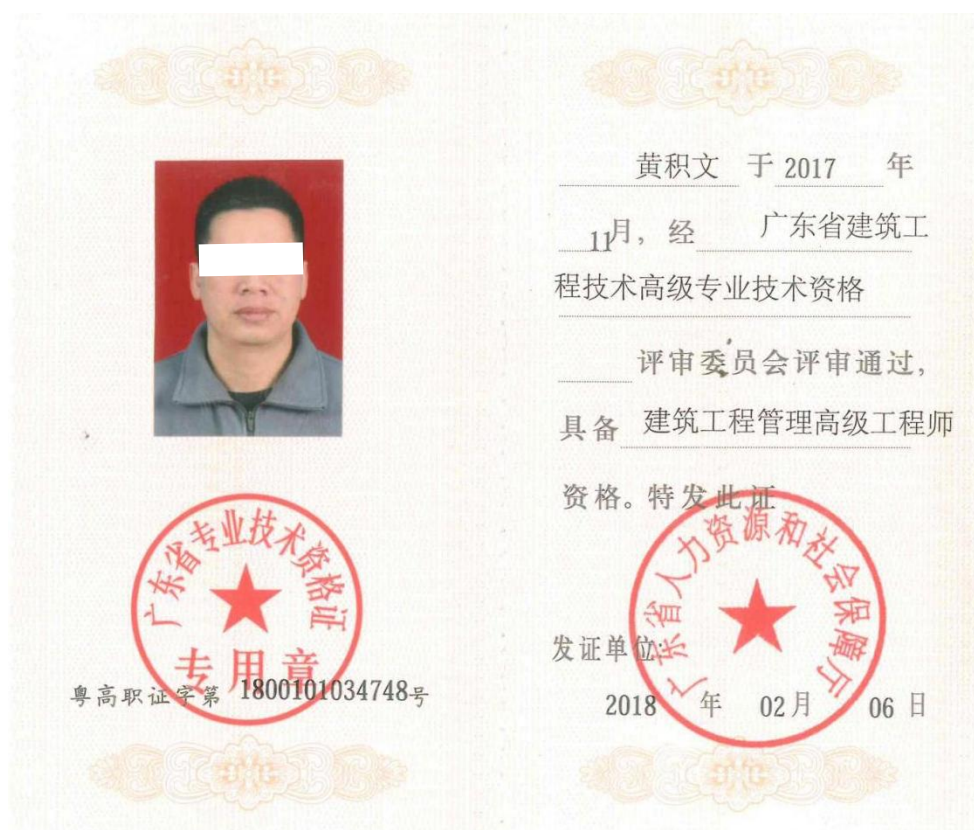 广东省专业技术资格证
专用章
粤高职证字第 1800101034748号
黄积文 于 2017 年
11月，经 广东省建筑工
程技术高级专业技术资格
评审委员会评审通过，
具备 建筑工程管理高级工程师
资格。特发此证
广东省人力资源和社会保障厅
发证单位：
2018 年 02月 06 日